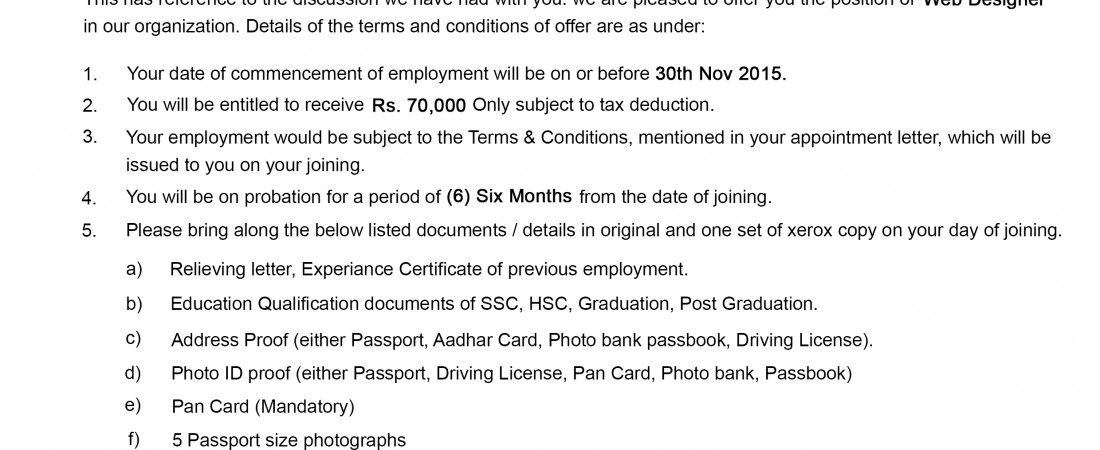 This has reference to the discussion we have had with you. we are pleased to offer you the position of Web Designer
in our organization. Details of the terms and conditions of offer are as under:
1. Your date of commencement of employment will be on or before 30th Nov 2015.
2. You will be entitled to receive Rs. 70,000 Only subject to tax deduction.
3. Your employment would be subject to the Terms & Conditions, mentioned in your appointment letter, which will be
issued to you on your joining.
4. You will be on probation for a period of (6) Six Months from the date of joining.
5. Please bring along the below listed documents / details in original and one set of xerox copy on your day of joining.
a) Relieving letter, Experiance Certificate of previous employment.
b) Education Qualification documents of SSC, HSC, Graduation, Post Graduation.
c) Address Proof (either Passport, Aadhar Card, Photo bank passbook, Driving License).
d) Photo ID proof (either Passport, Driving License, Pan Card, Photo bank, Passbook)
e) Pan Card (Mandatory)
f) 5 Passport size photographs